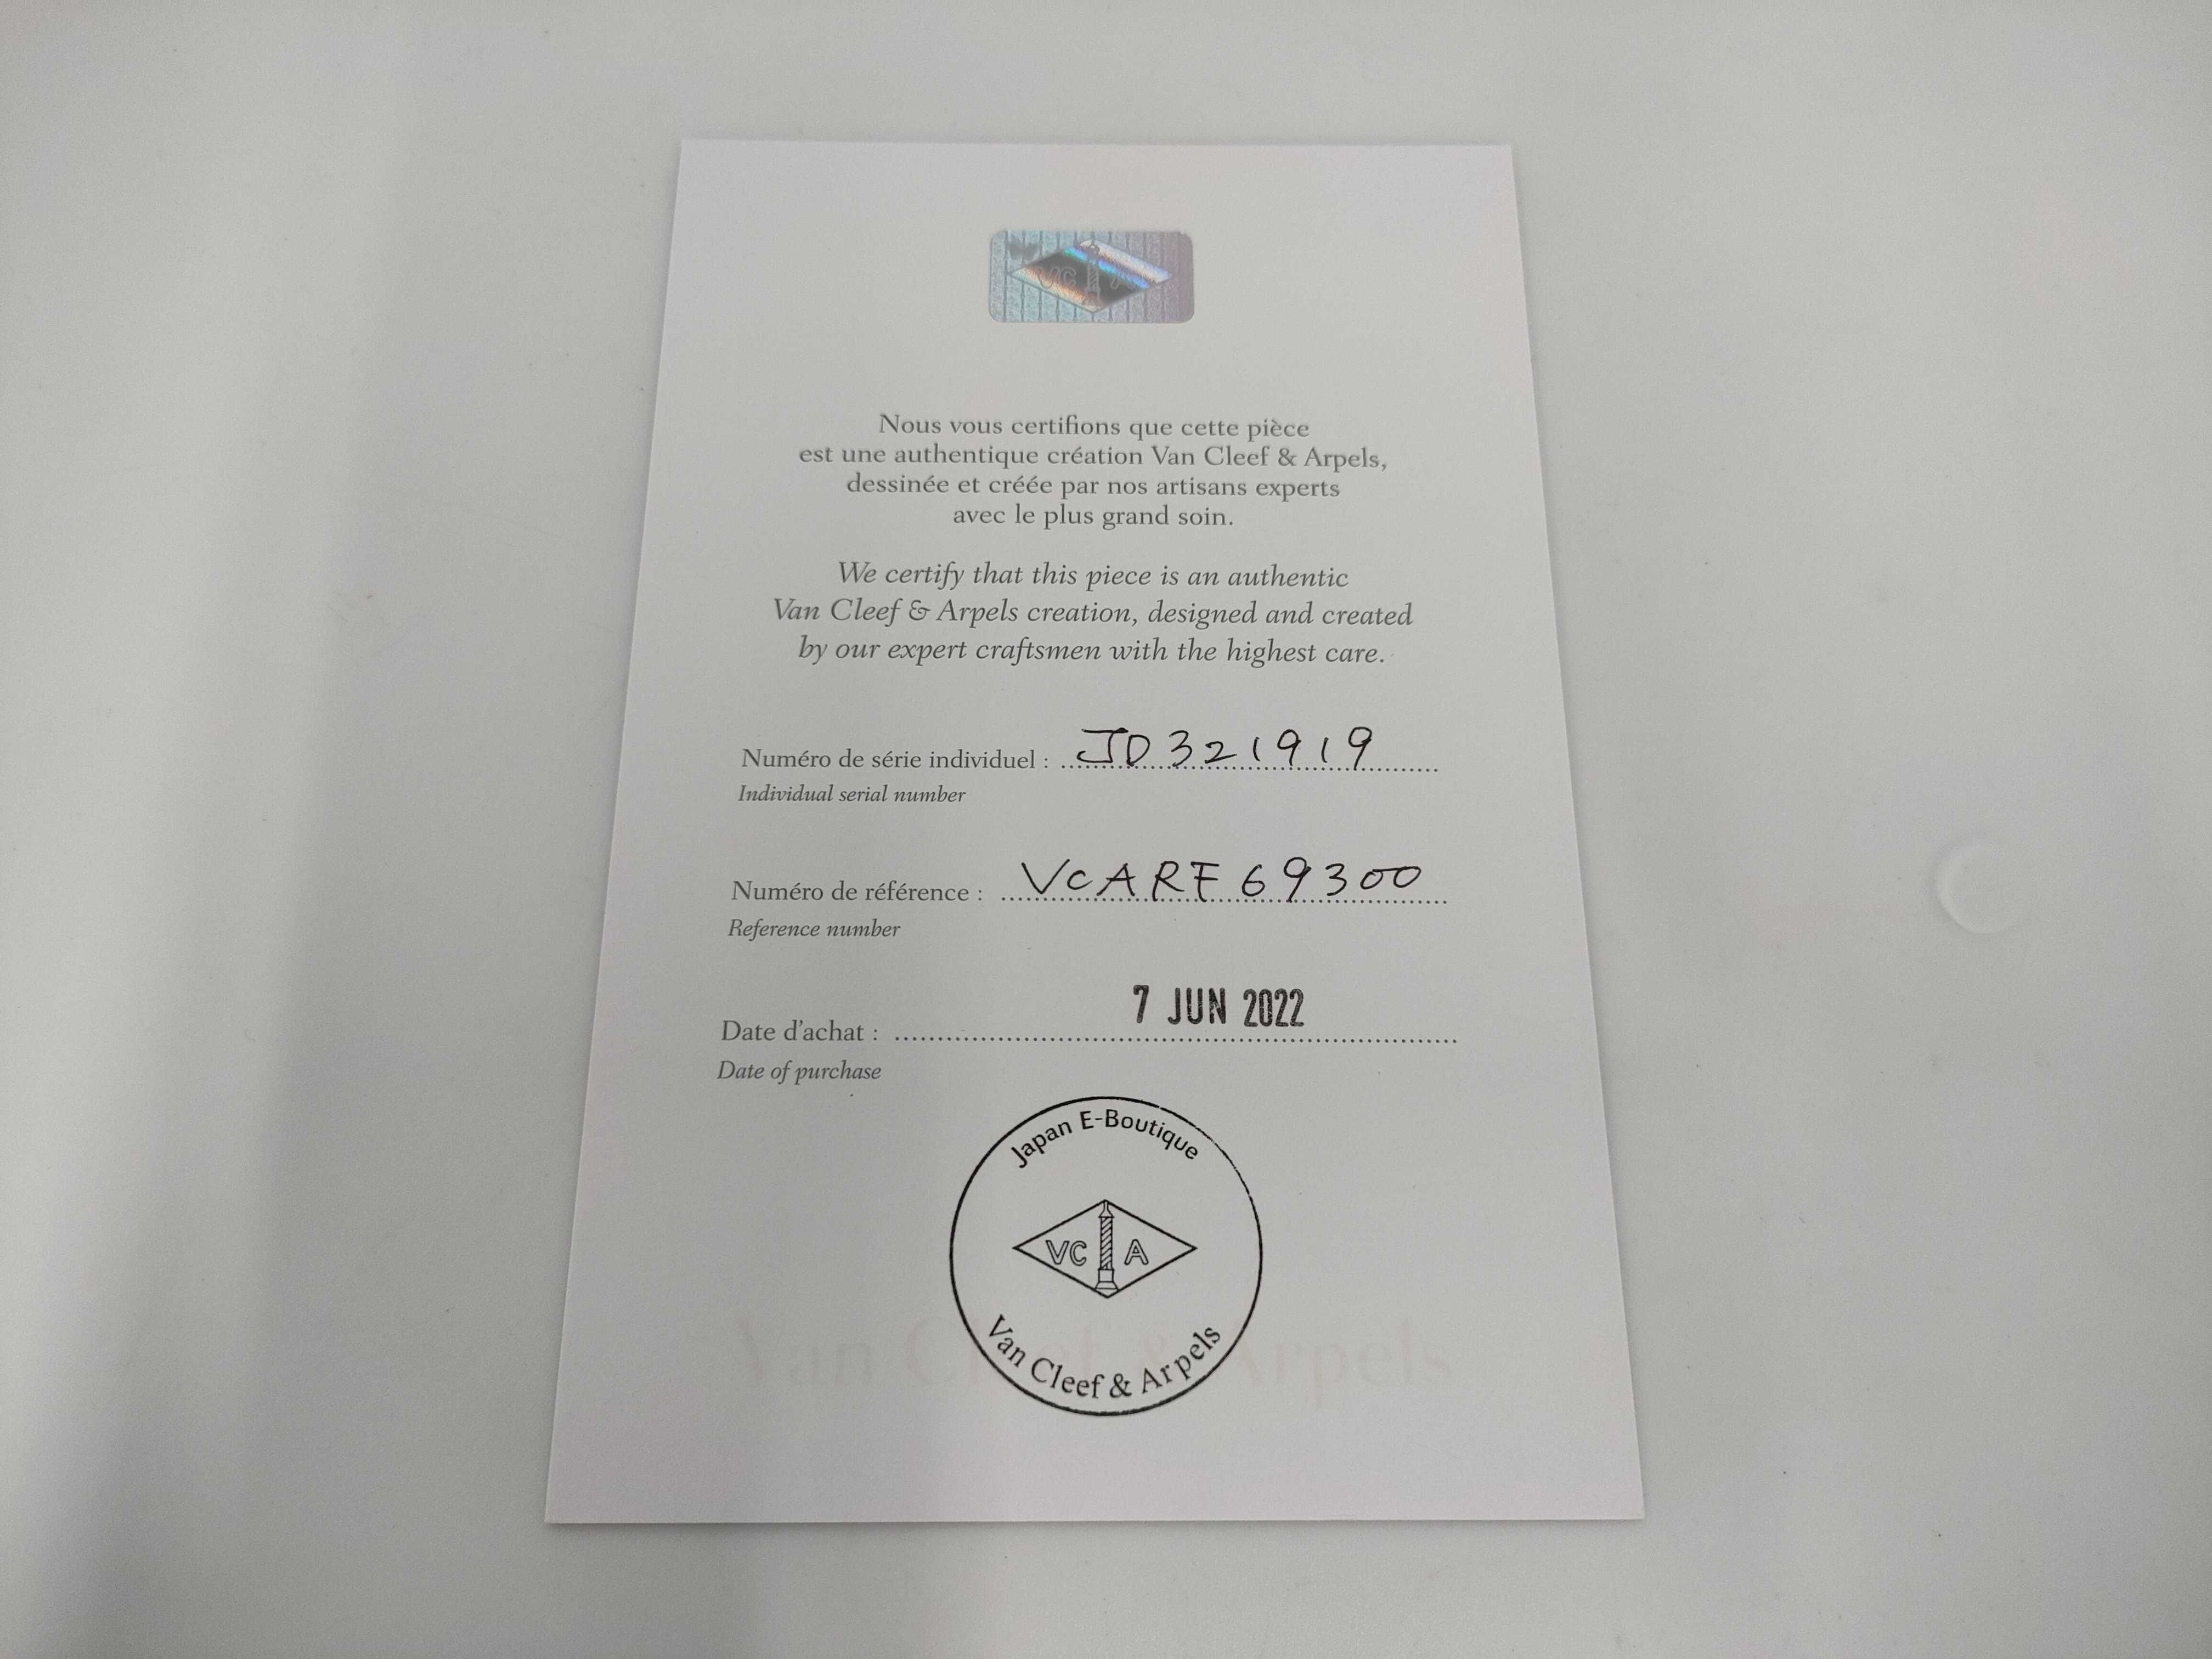 VC A
Nous vous certifions que cette pièce
est une authentique création Van Cleef & Arpels,
dessinée et créée par nos artisans experts
avec le plus grand soin.
We certify that this piece is an authentic
Van Cleef & Arpels creation, designed and created
by our expert craftsmen with the highest care.
Numéro de série individuel : JD321919
Individual serial number
Numéro de référence : VCARF69300
Reference number
Date d'achat : 7 JUN 2022
Date of purchase
Japan E-Boutique
VC A
Van Cleef & Arpels
Van Cleef & Arpels